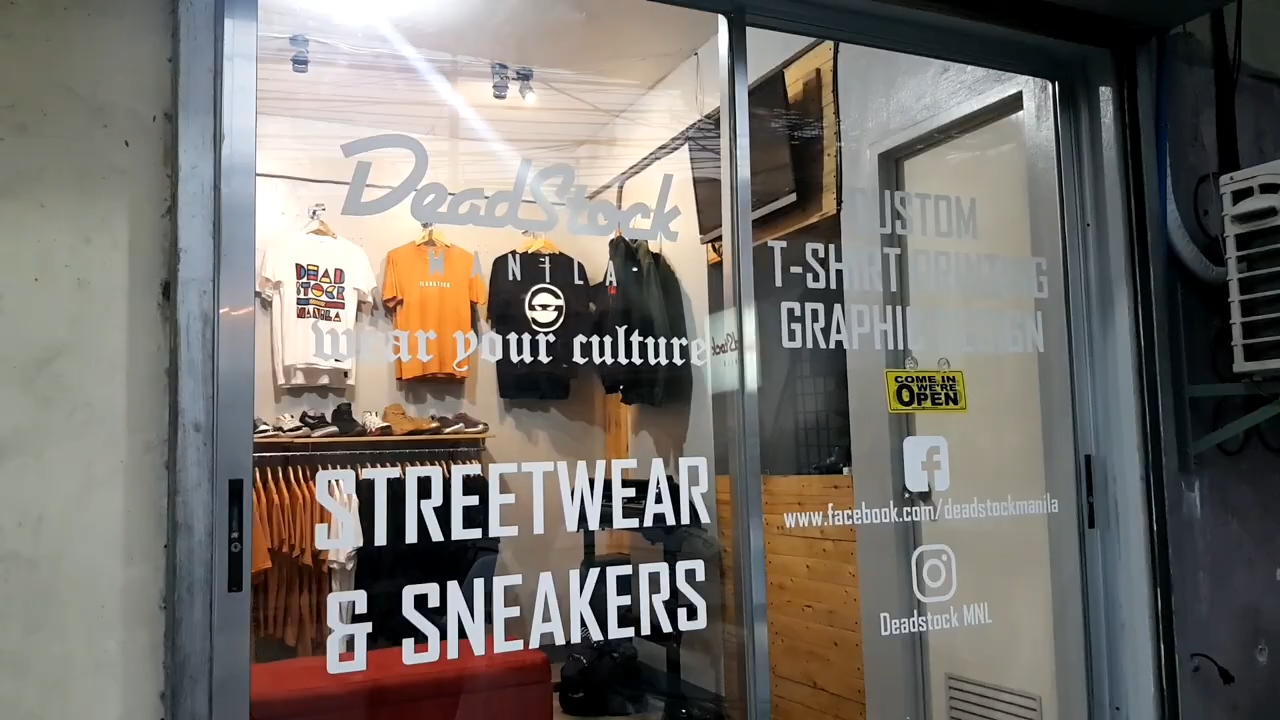 DeadStock
MANILA
wear your culture
STREETWEAR
& SNEAKERS
CUSTOM
T-SHIRT PRINTING
GRAPHIC DESIGN
COME IN
WE'RE
OPEN
www.facebook.com/deadstockmanila
Deadstock MNL
DEAD
STOCK
MANILA